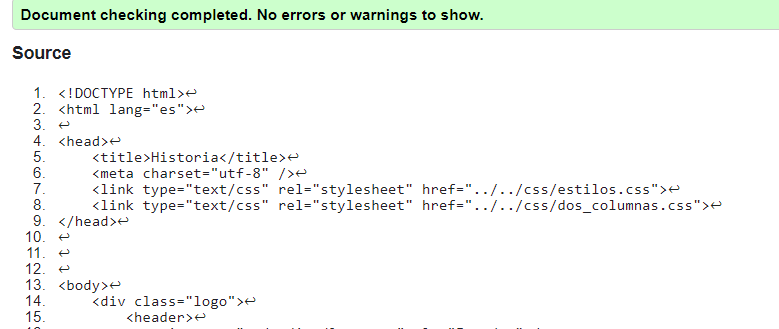 Document checking completed. No errors or warnings to show.
Source
1. <!DOCTYPE html>↩
2. <html lang="es">↩
3. ↩
4. <head>↩
5. <title>Historia</title>↩
6. <meta charset="utf-8" />↩
7. <link type="text/css" rel="stylesheet" href="../../css/estilos.css">↩
8. <link type="text/css" rel="stylesheet" href="../../css/dos_columnas.css">↩
9. </head>↩
10. ↩
11. ↩
12. ↩
13. <body>↩
14. <div class="logo">↩
15. <header>↩